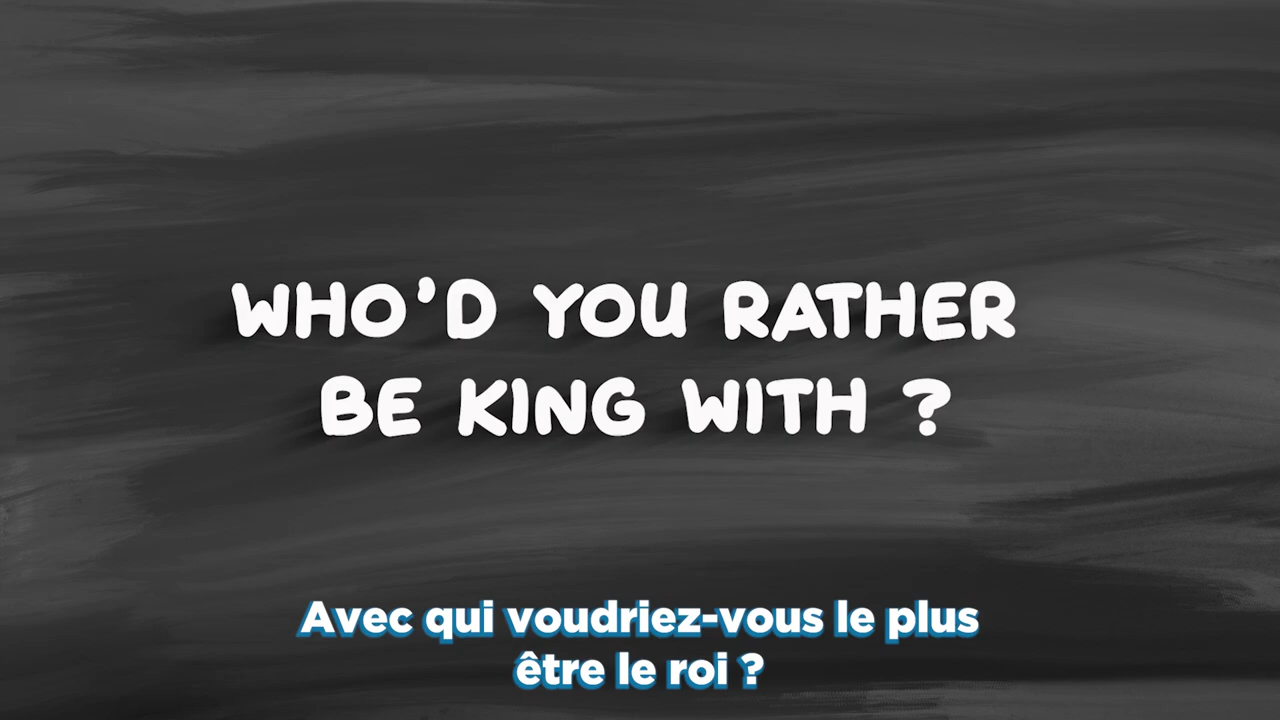 WHO'D YOU RATHER
BE KING WITH ?
Avec qui voudriez-vous le plus
être le roi ?